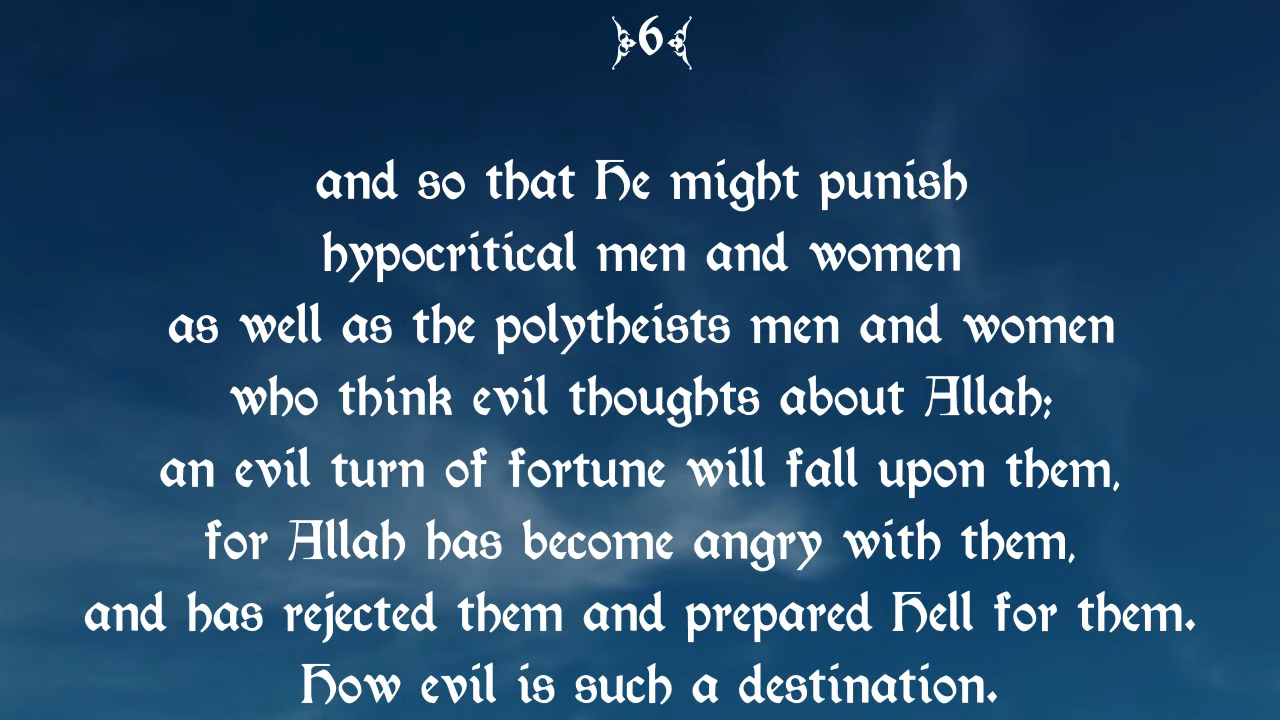 6
and so that He might punish
hypocritical men and women
as well as the polytheists men and women
who think evil thoughts about Allah;
an evil turn of fortune will fall upon them,
for Allah has become angry with them,
and has rejected them and prepared Hell for them.
How evil is such a destination.